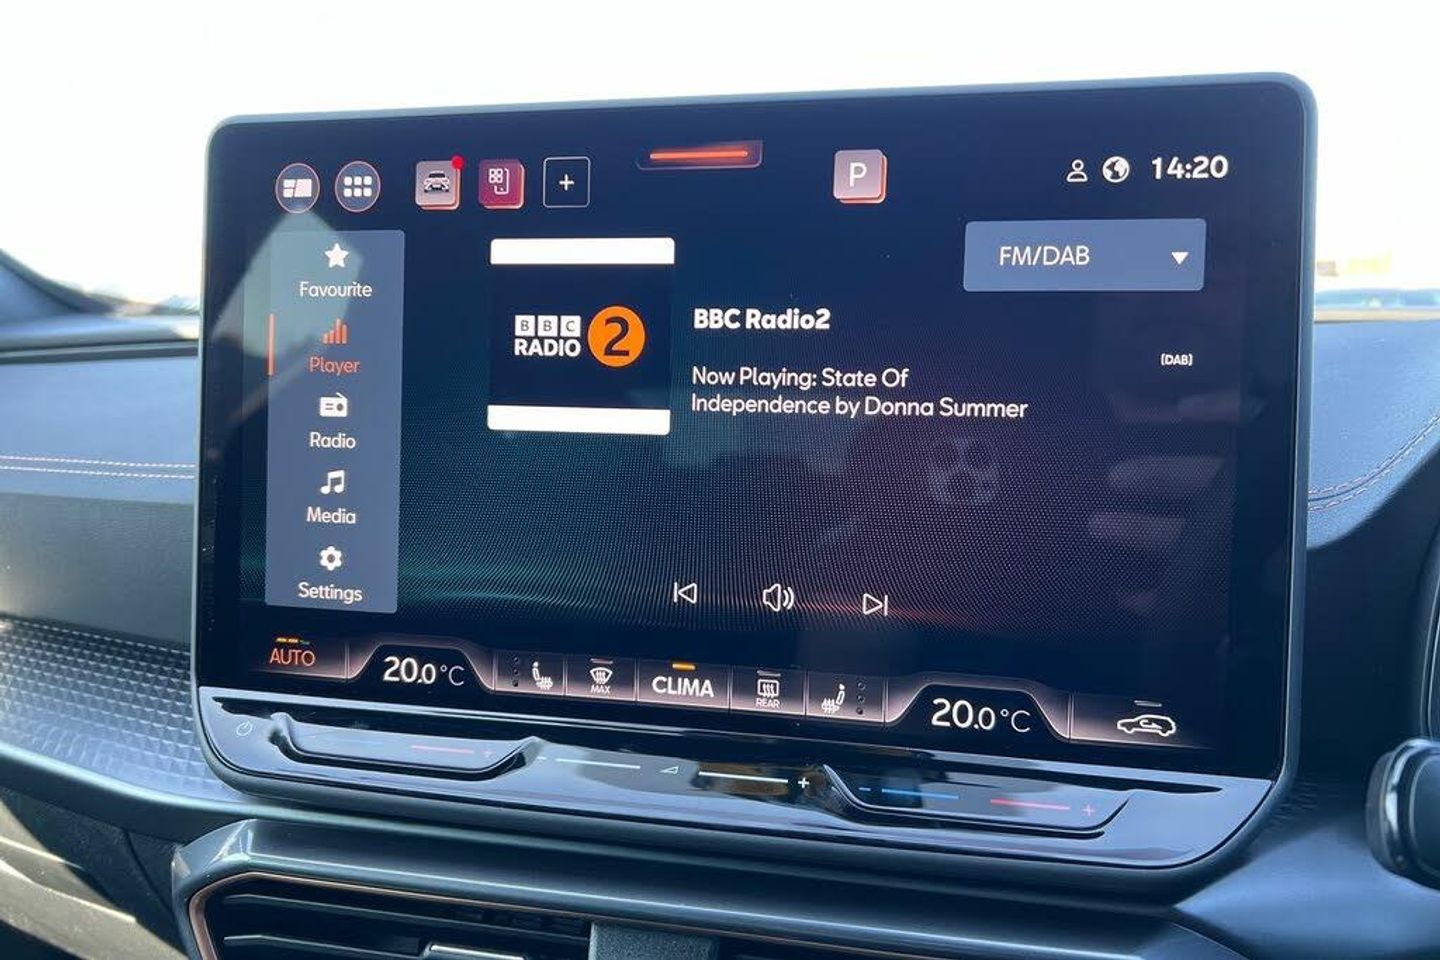 P
14:20
Favourite
FM/DAB
BBC
RADIO 2
BBC Radio2
Player
(DAB)
Now Playing: State Of
Independence by Donna Summer
Radio
Media
Settings
AUTO
20.0°C
MAX
CLIMA
REAR
20.0°C